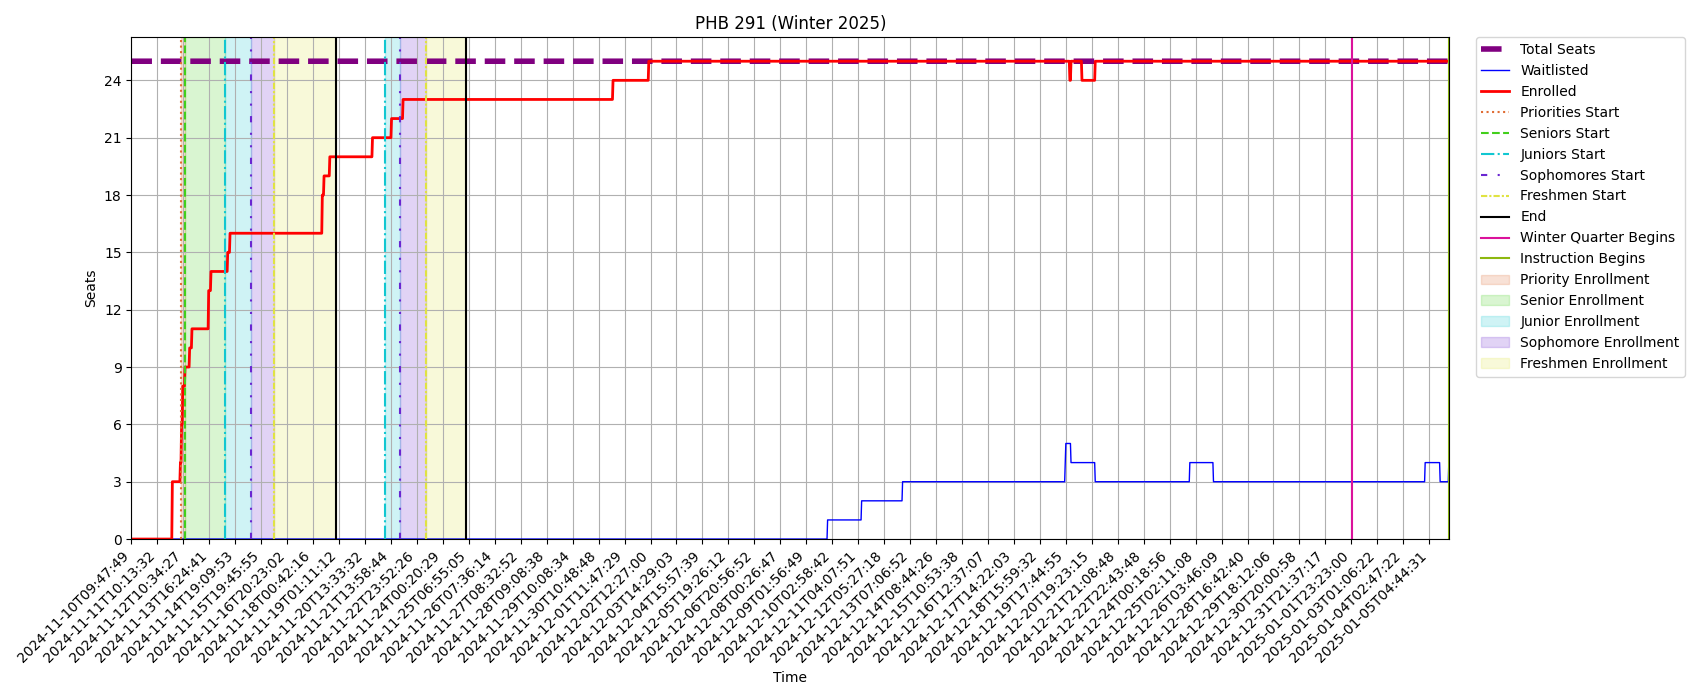 PHB 291 (Winter 2025)
Seats
24
21
18
15
12
9
6
3
0
2024-11-10T09:47:49
2024-11-11T10:13:32
2024-11-12T10:34:27
2024-11-13T16:24:41
2024-11-14T19:09:53
2024-11-15T19:45:55
2024-11-16T20:23:02
2024-11-18T00:42:16
2024-11-19T01:11:12
2024-11-20T13:33:32
2024-11-21T13:58:44
2024-11-22T23:52:26
2024-11-24T00:20:29
2024-11-25T06:55:05
2024-11-26T07:36:14
2024-11-27T08:32:52
2024-11-28T09:08:38
2024-11-29T10:08:34
2024-11-30T10:48:48
2024-12-01T11:47:29
2024-12-02T12:27:00
2024-12-03T14:29:03
2024-12-04T15:57:39
2024-12-05T19:26:12
2024-12-06T20:56:52
2024-12-08T00:26:47
2024-12-09T01:56:49
2024-12-10T02:58:42
2024-12-11T04:07:51
2024-12-12T05:27:18
2024-12-13T07:06:52
2024-12-14T08:44:26
2024-12-15T10:53:38
2024-12-16T12:37:07
2024-12-17T14:22:03
2024-12-18T15:59:32
2024-12-19T17:44:55
2024-12-20T19:23:15
2024-12-21T21:08:48
2024-12-22T22:43:48
2024-12-24T00:18:56
2024-12-25T02:11:08
2024-12-26T03:46:09
2024-12-28T16:42:40
2024-12-29T18:12:06
2024-12-30T20:00:58
2024-12-31T21:37:17
2025-01-01T23:23:00
2025-01-03T01:06:22
2025-01-04T02:47:22
2025-01-05T04:44:31
Time
Total Seats
Waitlisted
Enrolled
Priorities Start
Seniors Start
Juniors Start
Sophomores Start
Freshmen Start
End
Winter Quarter Begins
Instruction Begins
Priority Enrollment
Senior Enrollment
Junior Enrollment
Sophomore Enrollment
Freshmen Enrollment